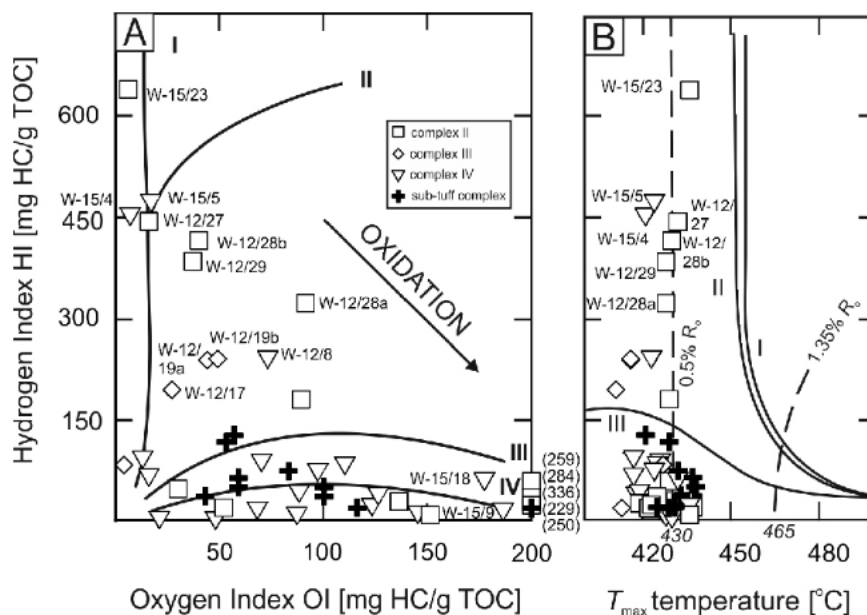 A
I
II
W-15/23
600
complex II
complex III
complex IV
sub-tuff complex
W-15/4
W-15/5
450
W-12/27
W-12/28b
W-12/29
OXIDATION
W-12/28a
300
W-12/19b
W-12/
19a
W-12/8
W-12/17
150
III
W-15/18
IV
W-15/9
(259)
(284)
(336)
(229)
(250)
50
100
150
200
Hydrogen Index HI [mg HC/g TOC]
Oxygen Index OI [mg HC/g TOC]
B
W-15/23
W-15/5
W-12/
27
W-15/4
W-12/
28b
W-12/29
W-12/28a
II
I
0.5% Ro
1.35% Ro
III
420
430
450
465
480
Tmax temperature [°C]